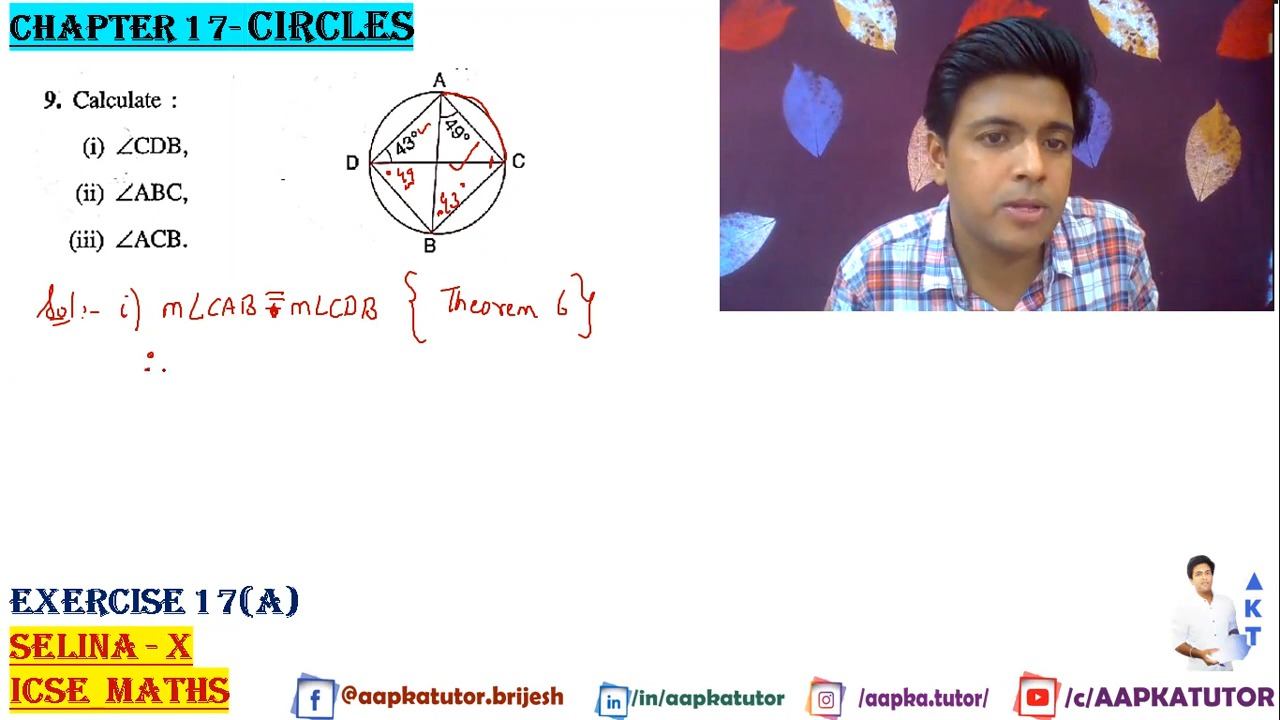 CHAPTER 17- CIRCLES
9. Calculate :
(i) ∠CDB,
(ii) ∠ABC,
(iii) ∠ACB.
A
43° 49°
D C
49
43
B
Sol:- i) m∠CAB = m∠CDB { Theorem 6 }
∴
EXERCISE 17(A)
SELINA - X
ICSE MATHS
@aapkatutor.brijesh
/in/aapkatutor
/aapka.tutor/
/c/AAPKATUTOR
AKT